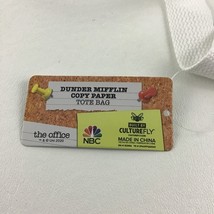 DUNDER MIFFLIN
COPY PAPER
TOTE BAG
the office
NBC
CULTUREFLY
MADE IN CHINA